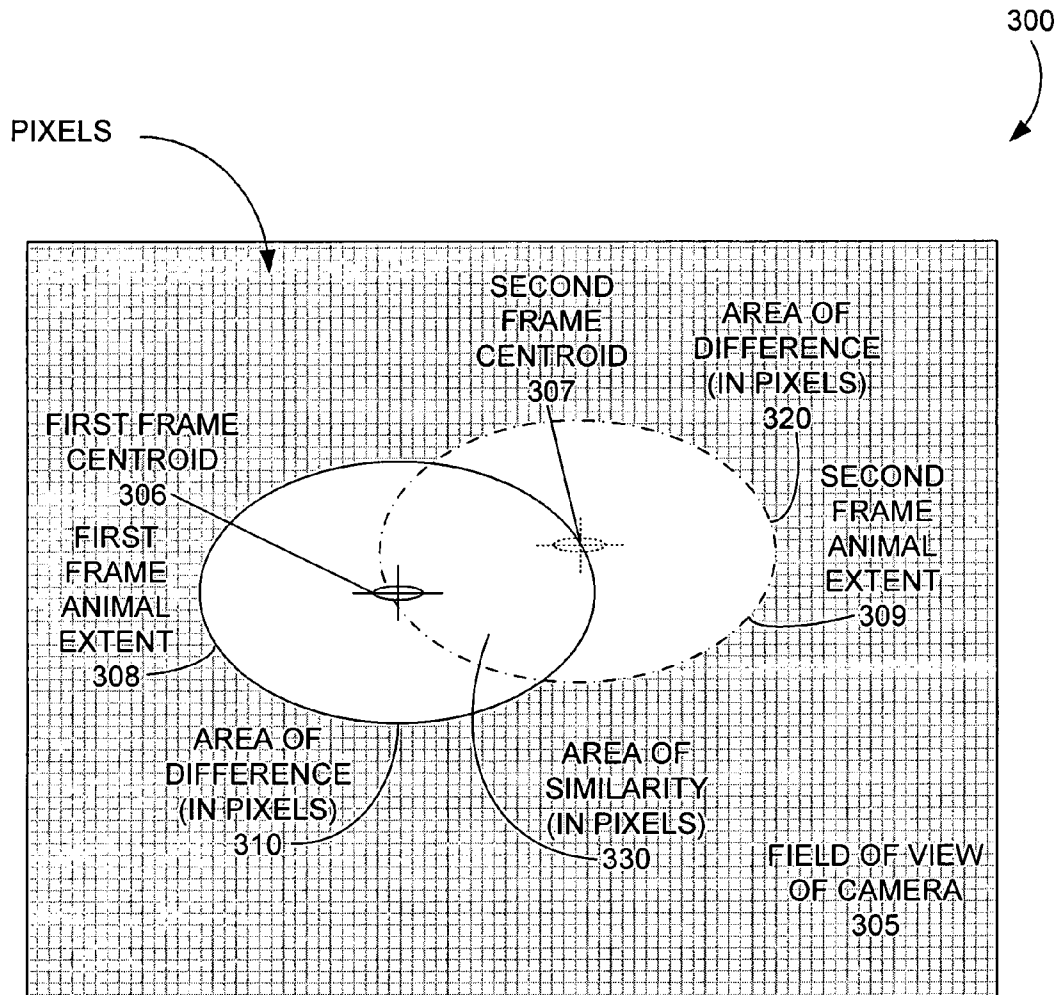 300
PIXELS
SECOND
FRAME
CENTROID
307
AREA OF
DIFFERENCE
(IN PIXELS)
320
FIRST FRAME
CENTROID
306
SECOND
FRAME
ANIMAL
EXTENT
309
FIRST
FRAME
ANIMAL
EXTENT
308
AREA OF
DIFFERENCE
(IN PIXELS)
310
AREA OF
SIMILARITY
(IN PIXELS)
330
FIELD OF VIEW
OF CAMERA
305